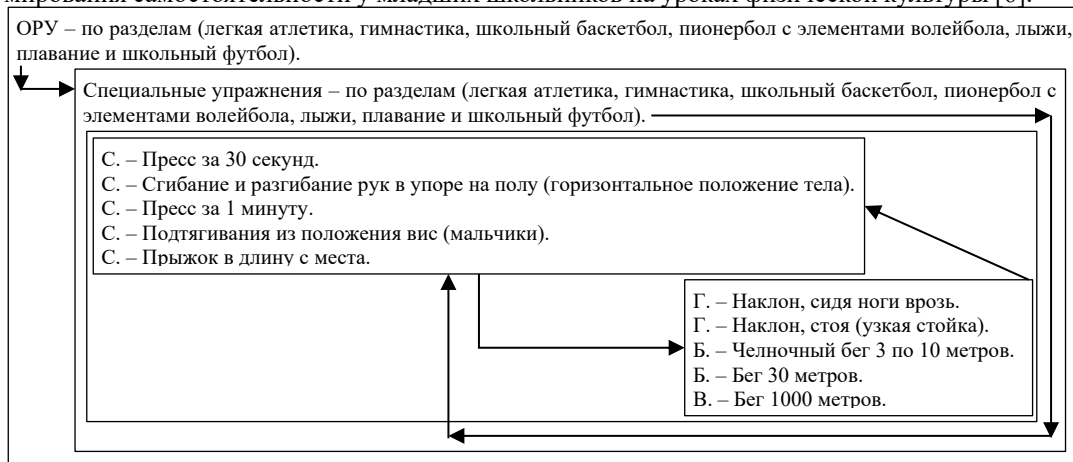 мирования самостоятельности у младших школьников на уроках физической культуры [6].
ОРУ – по разделам (легкая атлетика, гимнастика, школьный баскетбол, пионербол с элементами волейбола, лыжи,
плавание и школьный футбол).
Специальные упражнения – по разделам (легкая атлетика, гимнастика, школьный баскетбол, пионербол с
элементами волейбола, лыжи, плавание и школьный футбол).
С. – Пресс за 30 секунд.
С. – Сгибание и разгибание рук в упоре на полу (горизонтальное положение тела).
С. – Пресс за 1 минуту.
С. – Подтягивания из положения вис (мальчики).
С. – Прыжок в длину с места.
Г. – Наклон, сидя ноги врозь.
Г. – Наклон, стоя (узкая стойка).
Б. – Челночный бег 3 по 10 метров.
Б. – Бег 30 метров.
В. – Бег 1000 метров.